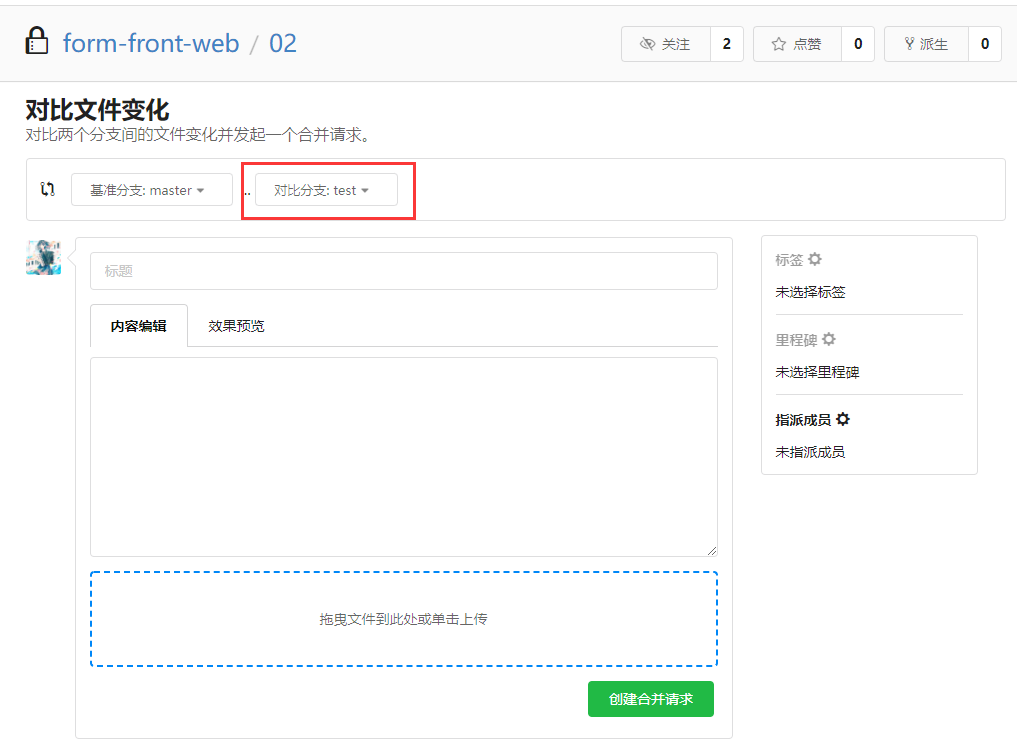 form-front-web / 02
关注 2 点赞 0 派生 0
对比文件变化
对比两个分支间的文件变化并发起一个合并请求。
基准分支: master .. 对比分支: test
标题
内容编辑 效果预览
拖曳文件到此处或单击上传
创建合并请求
标签
未选择标签
里程碑
未选择里程碑
指派成员
未指派成员